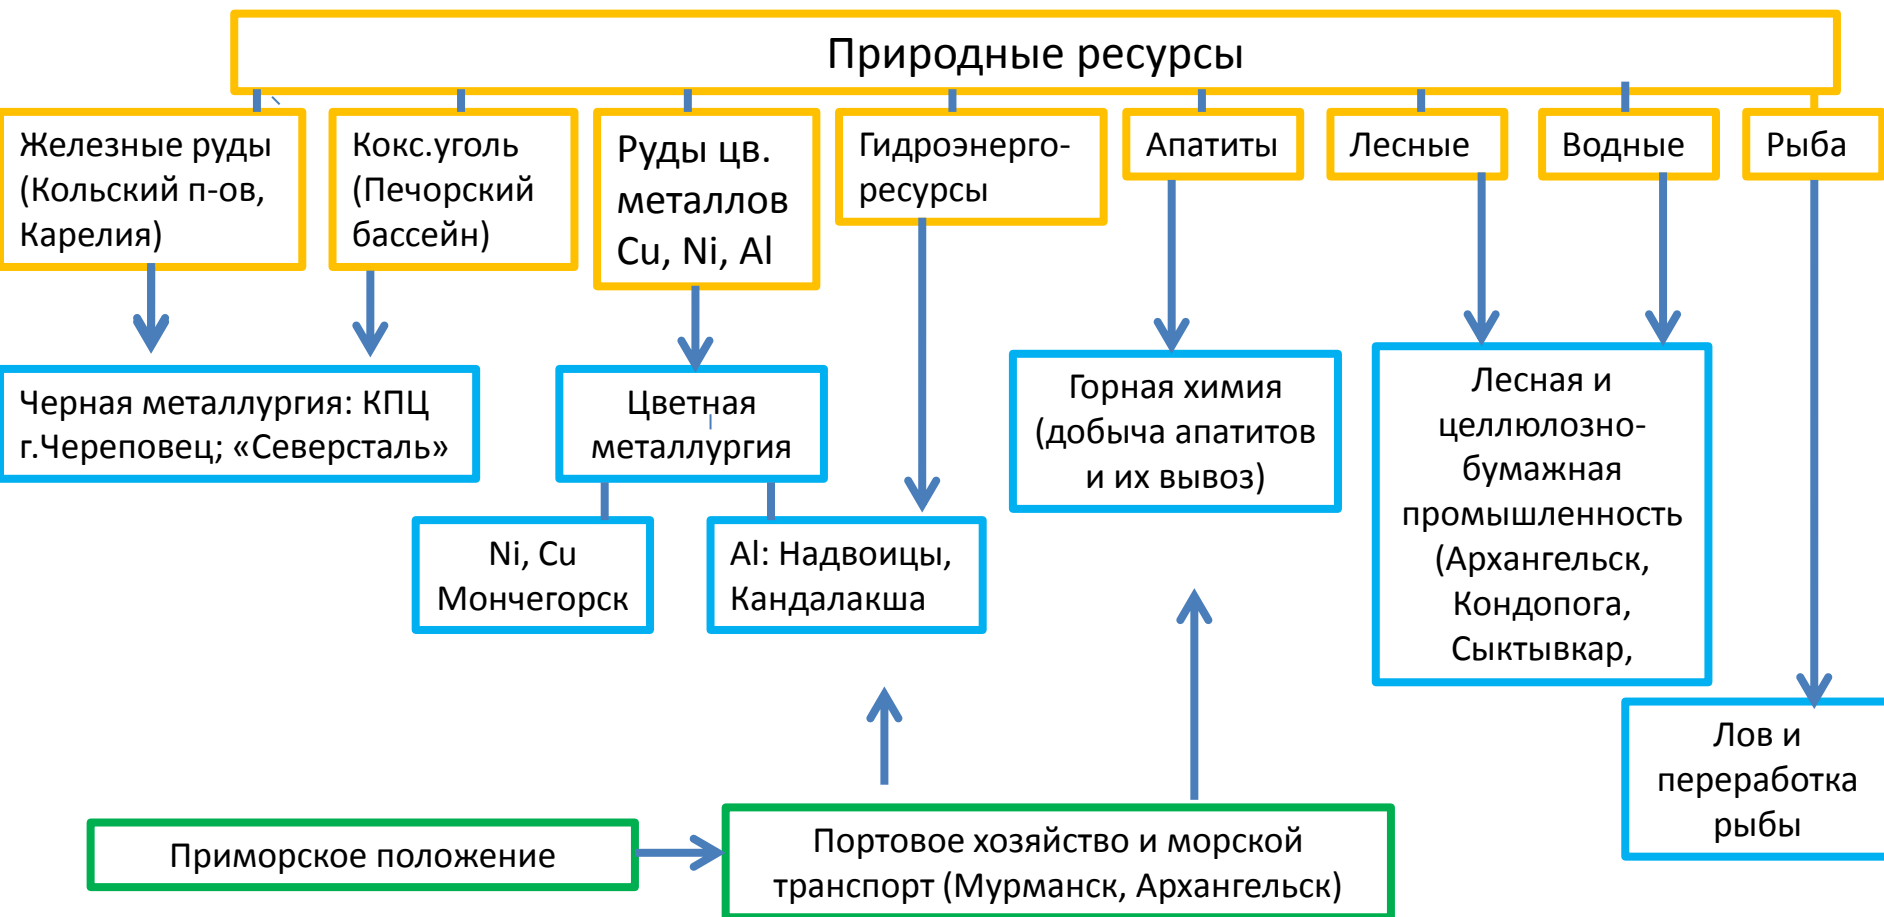 Природные ресурсы
Железные руды
(Кольский п-ов,
Карелия)
Кокс.уголь
(Печорский
бассейн)
Руды цв.
металлов
Cu, Ni, Al
Гидроэнерго-
ресурсы
Апатиты
Лесные
Водные
Рыба
Черная металлургия: КПЦ
г.Череповец; «Северсталь»
Цветная
металлургия
Горная химия
(добыча апатитов
и их вывоз)
Лесная и
целлюлозно-
бумажная
промышленность
(Архангельск,
Кондопога,
Сыктывкар,
Ni, Cu
Мончегорск
Al: Надвоицы,
Кандалакша
Лов и
переработка
рыбы
Приморское положение
Портовое хозяйство и морской
транспорт (Мурманск, Архангельск)